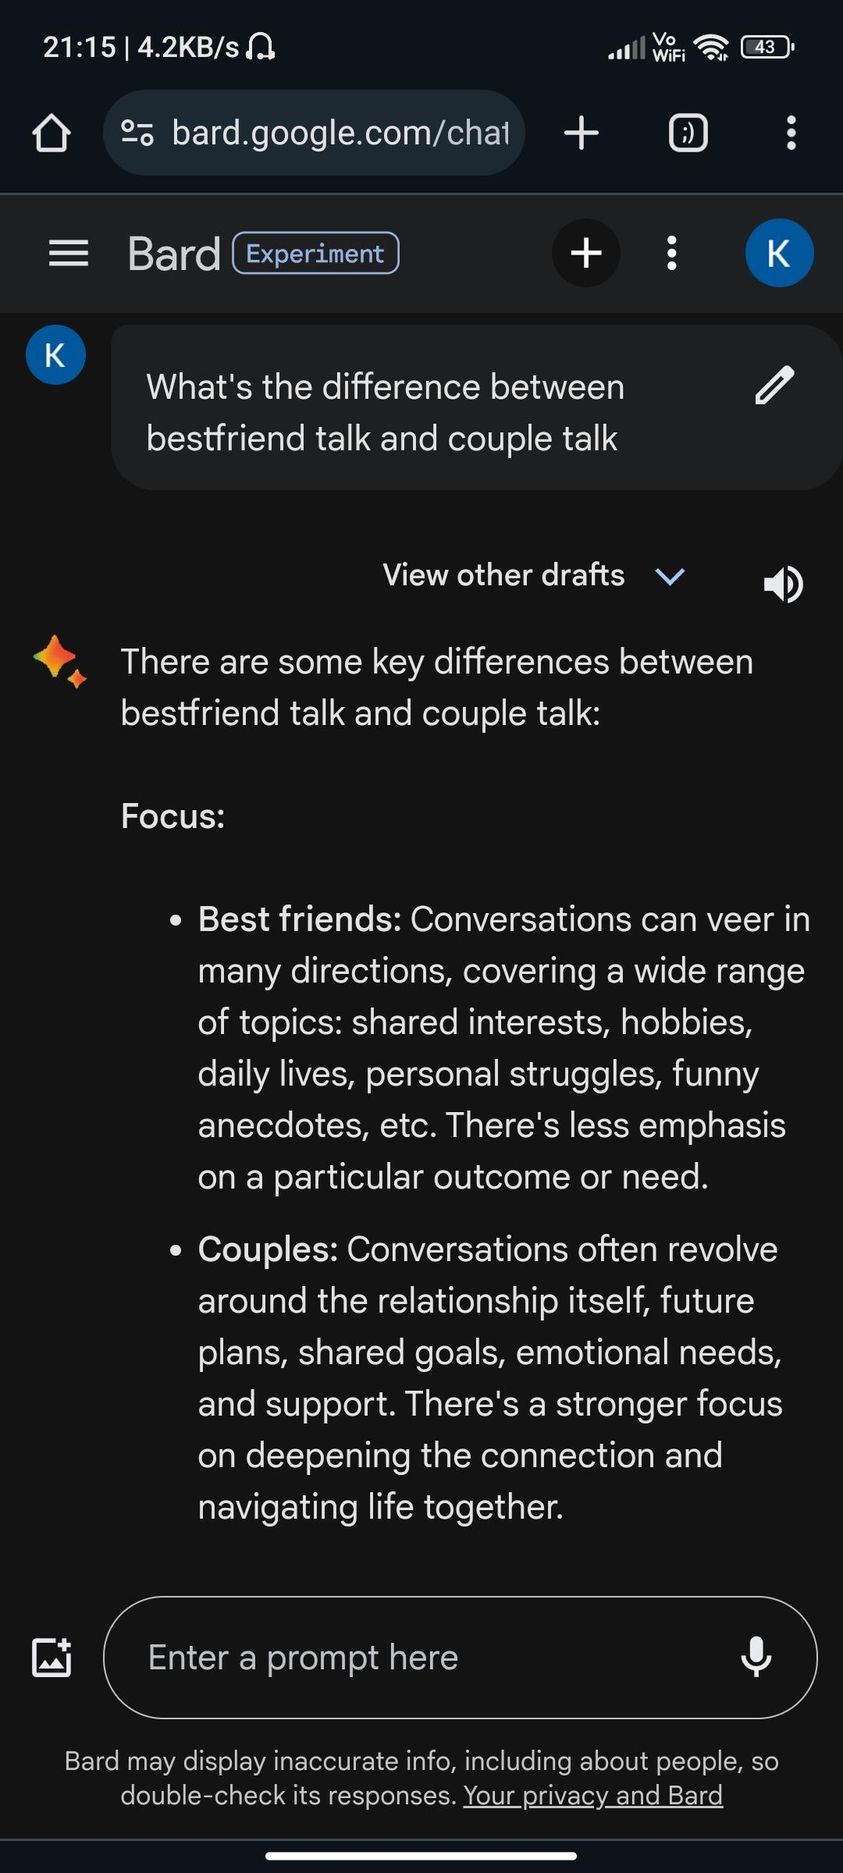 21:15 | 4.2KB/s
Vo
WiFi
43
bard.google.com/chat
:)
Bard Experiment
K
K
What's the difference between
bestfriend talk and couple talk
View other drafts
There are some key differences between
bestfriend talk and couple talk:
Focus:
• Best friends: Conversations can veer in
many directions, covering a wide range
of topics: shared interests, hobbies,
daily lives, personal struggles, funny
anecdotes, etc. There's less emphasis
on a particular outcome or need.
• Couples: Conversations often revolve
around the relationship itself, future
plans, shared goals, emotional needs,
and support. There's a stronger focus
on deepening the connection and
navigating life together.
Enter a prompt here
Bard may display inaccurate info, including about people, so
double-check its responses. Your privacy and Bard